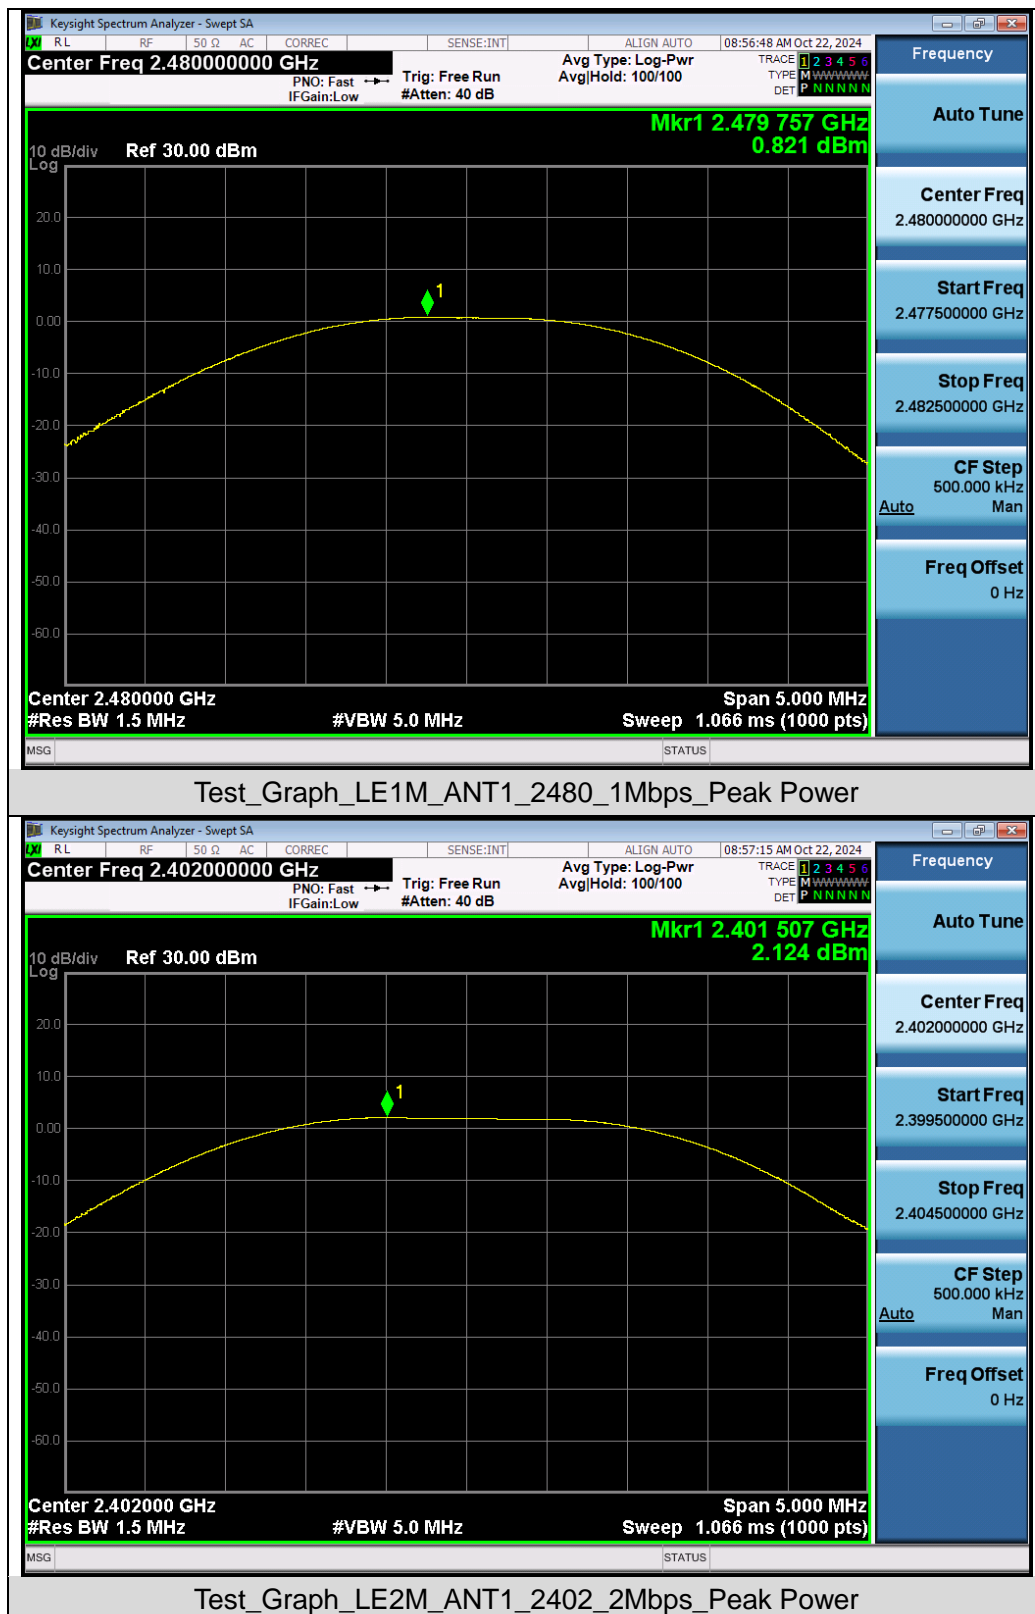 Keysight Spectrum Analyzer - Swept SA
LXI RL RF 50 Ω AC CORREC SENSE:INT ALIGN AUTO 08:56:48 AM Oct 22, 2024
Center Freq 2.480000000 GHz
PNO: Fast
IFGain:Low
Trig: Free Run
#Atten: 40 dB
Avg Type: Log-Pwr
Avg|Hold: 100/100
TRACE 1 2 3 4 5 6
TYPE M WWWWW
DET P N N N N N
Frequency
Mkr1 2.479 757 GHz
0.821 dBm
10 dB/div Ref 30.00 dBm
Log
20.0
10.0
0.00
-10.0
-20.0
-30.0
-40.0
-50.0
-60.0
1
Center 2.480000 GHz Span 5.000 MHz
#Res BW 1.5 MHz #VBW 5.0 MHz Sweep 1.066 ms (1000 pts)
MSG STATUS
Auto Tune
Center Freq
2.480000000 GHz
Start Freq
2.477500000 GHz
Stop Freq
2.482500000 GHz
CF Step
500.000 kHz
Auto Man
Freq Offset
0 Hz
Test_Graph_LE1M_ANT1_2480_1Mbps_Peak Power
Keysight Spectrum Analyzer - Swept SA
LXI RL RF 50 Ω AC CORREC SENSE:INT ALIGN AUTO 08:57:15 AM Oct 22, 2024
Center Freq 2.402000000 GHz
PNO: Fast
IFGain:Low
Trig: Free Run
#Atten: 40 dB
Avg Type: Log-Pwr
Avg|Hold: 100/100
TRACE 1 2 3 4 5 6
TYPE M WWWWW
DET P N N N N N
Frequency
Mkr1 2.401 507 GHz
2.124 dBm
10 dB/div Ref 30.00 dBm
Log
20.0
10.0
0.00
-10.0
-20.0
-30.0
-40.0
-50.0
-60.0
1
Center 2.402000 GHz Span 5.000 MHz
#Res BW 1.5 MHz #VBW 5.0 MHz Sweep 1.066 ms (1000 pts)
MSG STATUS
Auto Tune
Center Freq
2.402000000 GHz
Start Freq
2.399500000 GHz
Stop Freq
2.404500000 GHz
CF Step
500.000 kHz
Auto Man
Freq Offset
0 Hz
Test_Graph_LE2M_ANT1_2402_2Mbps_Peak Power